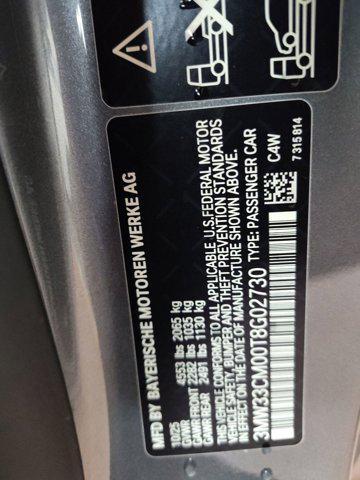 MFD BY BAYERISCHE MOTOREN WERKE AG
10/25
GVWR 4553 lbs 2065 kg
GAWR/FRONT 2282 lbs 1035 kg
GAWR/REAR 2491 lbs 1130 kg
THIS VEHICLE CONFORMS TO ALL APPLICABLE U.S.FEDERAL MOTOR
VEHICLE SAFETY, BUMPER, AND THEFT PREVENTION STANDARDS
IN EFFECT ON THE DATE OF MANUFACTURE SHOWN ABOVE.
3MW33CM00T8G02730 TYPE: PASSENGER CAR
C4W
7 315 814